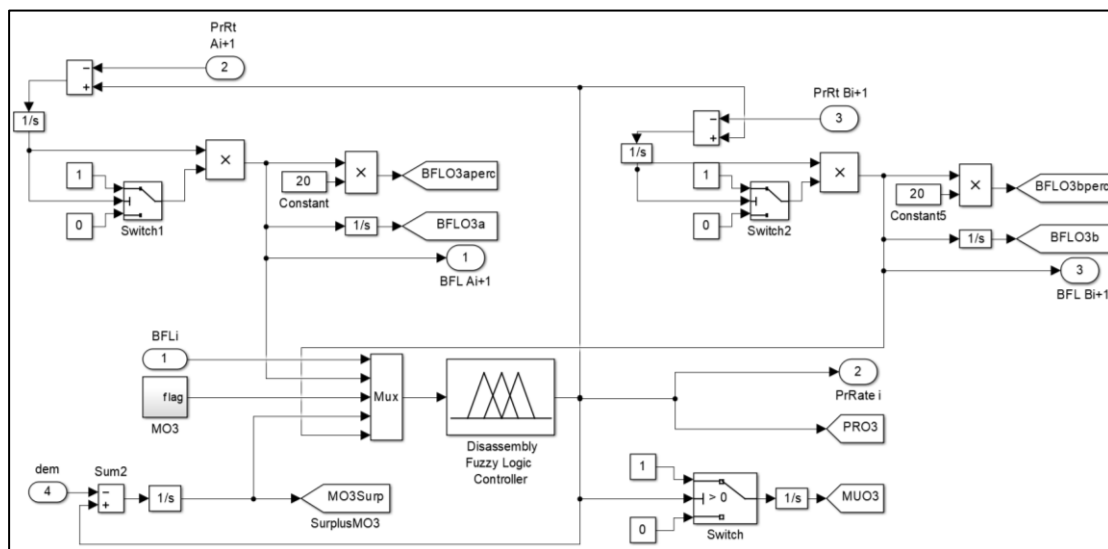 PrRt
Ai+1
2
−
+
1/s
1
0
Switch1
×
20
Constant
×
BFLO3aperc
1/s
BFLO3a
1
BFL Ai+1
PrRt Bi+1
3
−
+
1/s
1
0
Switch2
×
20
Constant5
×
BFLO3bperc
1/s
BFLO3b
3
BFL Bi+1
BFLi
1
flag
MO3
Mux
Disassembly
Fuzzy Logic
Controller
2
PrRate i
PRO3
dem
4
Sum2
−
+
1/s
MO3Surp
SurplusMO3
1
0
> 0
Switch
1/s
MUO3